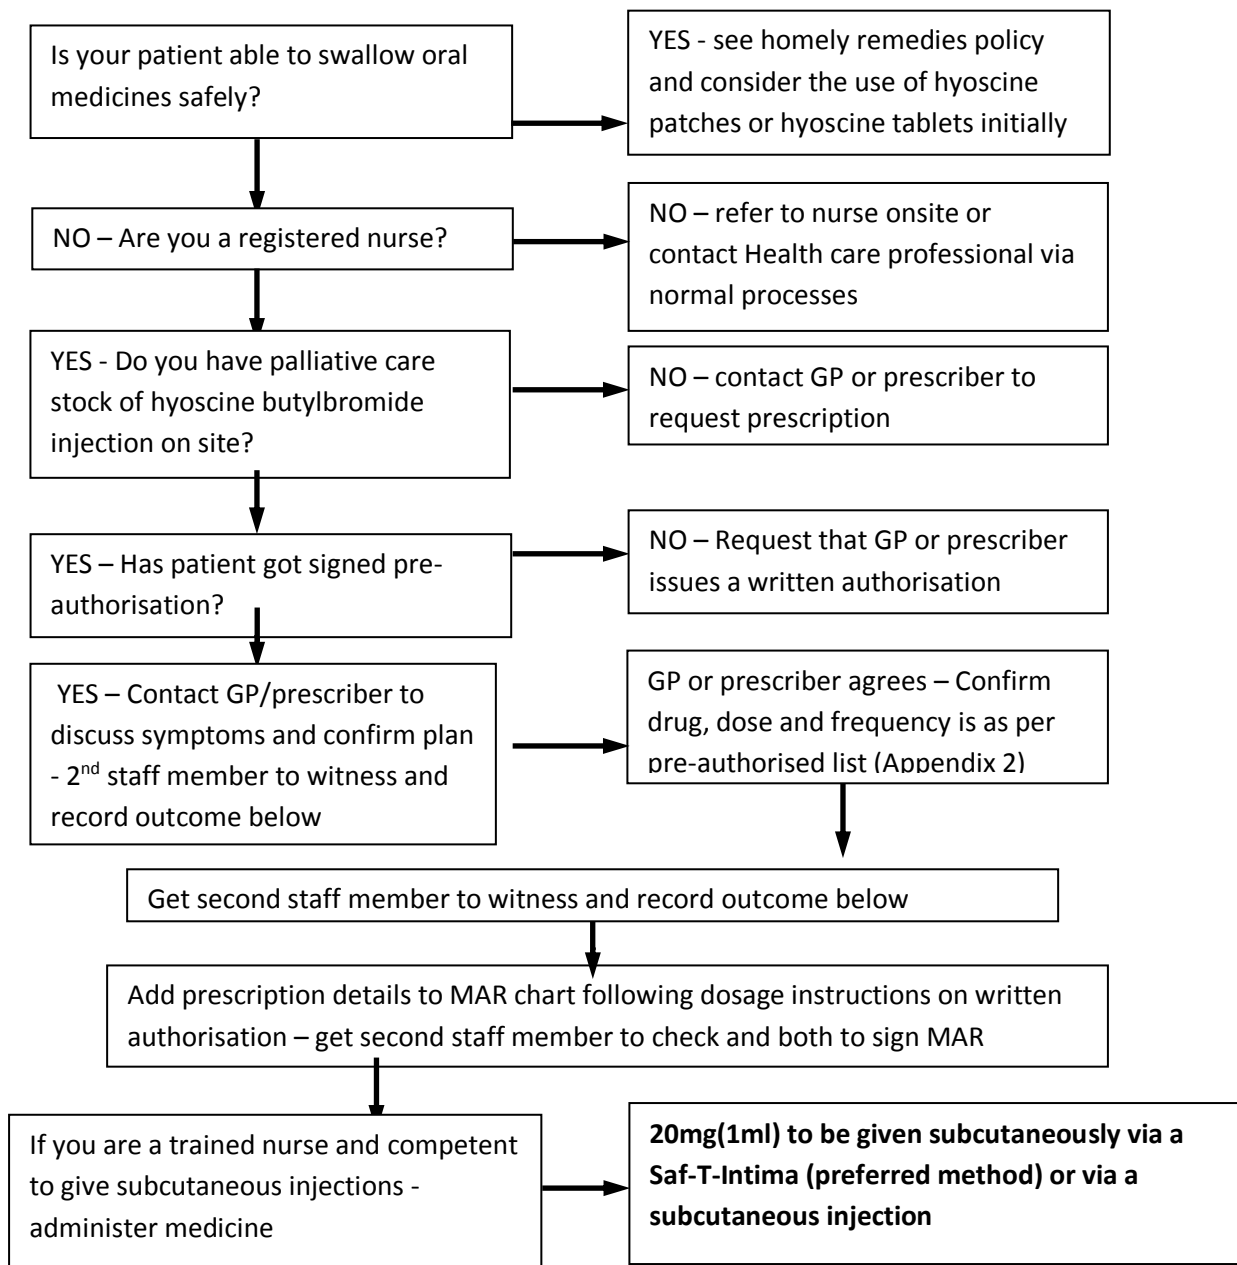 Is your patient able to swallow oral
medicines safely?
YES - see homely remedies policy
and consider the use of hyoscine
patches or hyoscine tablets initially
NO – Are you a registered nurse?
NO – refer to nurse onsite or
contact Health care professional via
normal processes
YES - Do you have palliative care
stock of hyoscine butylbromide
injection on site?
NO – contact GP or prescriber to
request prescription
YES – Has patient got signed pre-
authorisation?
NO – Request that GP or prescriber
issues a written authorisation
YES – Contact GP/prescriber to
discuss symptoms and confirm plan
- 2nd staff member to witness and
record outcome below
GP or prescriber agrees – Confirm
drug, dose and frequency is as per
pre-authorised list (Appendix 2)
Get second staff member to witness and record outcome below
Add prescription details to MAR chart following dosage instructions on written
authorisation – get second staff member to check and both to sign MAR
If you are a trained nurse and competent
to give subcutaneous injections -
administer medicine
20mg(1ml) to be given subcutaneously via a
Saf-T-Intima (preferred method) or via a
subcutaneous injection